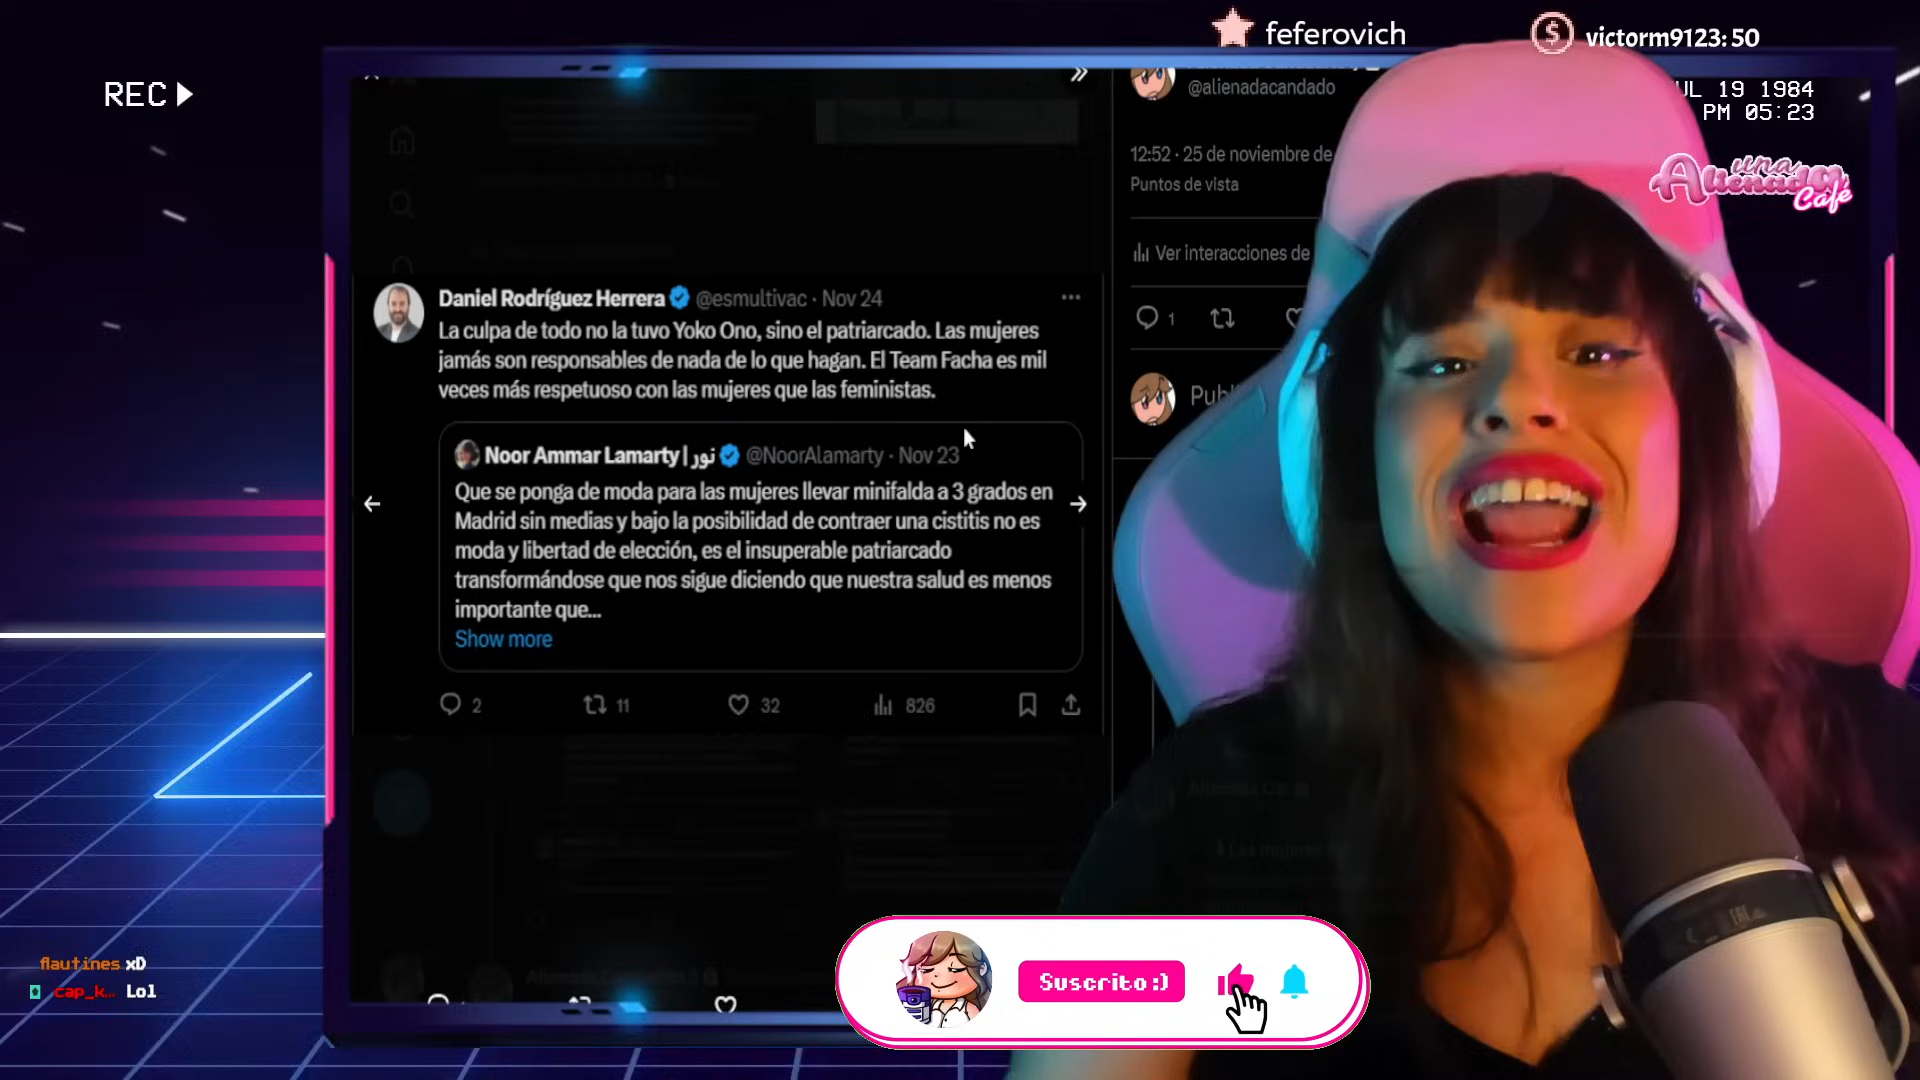 feferovich
victorm9123: 50
REC
UL 19 1984
PM 05:23
una
Alienada
Café
@alienadacandado
12:52 · 25 de noviembre de
Puntos de vista
Ver interacciones de
1
Daniel Rodríguez Herrera @esmultivac · Nov 24
La culpa de todo no la tuvo Yoko Ono, sino el patriarcado. Las mujeres
jamás son responsables de nada de lo que hagan. El Team Facha es mil
veces más respetuoso con las mujeres que las feministas.
Noor Ammar Lamarty | نور @NoorAlamarty · Nov 23
Que se ponga de moda para las mujeres llevar minifalda a 3 grados en
Madrid sin medias y bajo la posibilidad de contraer una cistitis no es
moda y libertad de elección, es el insuperable patriarcado
transformándose que nos sigue diciendo que nuestra salud es menos
importante que...
Show more
2 11 32 826
flautines xD
cap_k... Lol
Suscrito :)